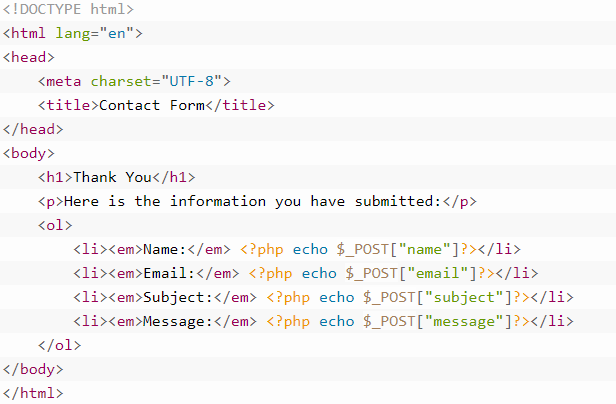 <!DOCTYPE html>
<html lang="en">
<head>
    <meta charset="UTF-8">
    <title>Contact Form</title>
</head>
<body>
    <h1>Thank You</h1>
    <p>Here is the information you have submitted:</p>
    <ol>
        <li><em>Name:</em> <?php echo $_POST["name"]?></li>
        <li><em>Email:</em> <?php echo $_POST["email"]?></li>
        <li><em>Subject:</em> <?php echo $_POST["subject"]?></li>
        <li><em>Message:</em> <?php echo $_POST["message"]?></li>
    </ol>
</body>
</html>